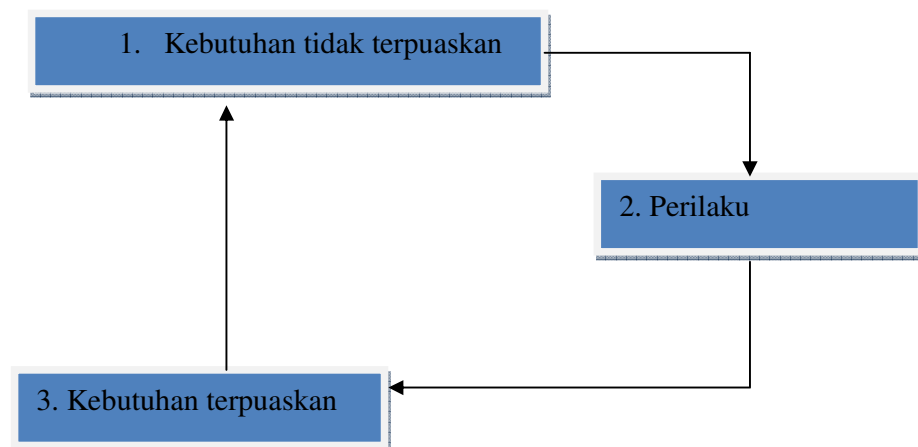 1. Kebutuhan tidak terpuaskan
2. Perilaku
3. Kebutuhan terpuaskan